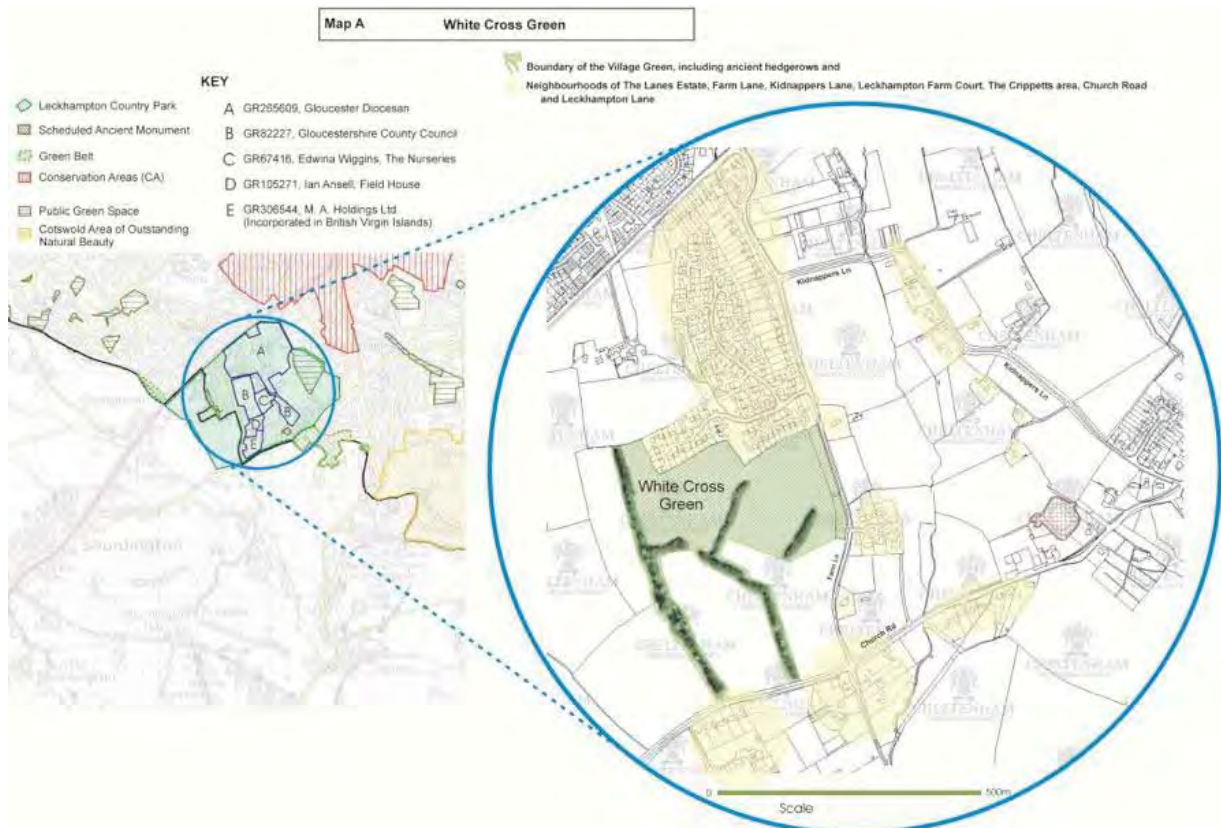 Map A White Cross Green
Boundary of the Village Green, including ancient hedgerows and
Neighbourhoods of The Lanes Estate, Farm Lane, Kidnappers Lane, Leckhampton Farm Court, The Crippetts area, Church Road
and Leckhampton Lane
KEY
Leckhampton Country Park
Scheduled Ancient Monument
Green Belt
Conservation Areas (CA)
Public Green Space
Cotswold Area of Outstanding
Natural Beauty
A GR265609, Gloucester Diocesan
B GR82227, Gloucestershire County Council
C GR67416, Edwina Wiggins, The Nurseries
D GR105271, Ian Ansell, Field House
E GR306544, M. A. Holdings Ltd
(Incorporated in British Virgin Islands)
A
B
C
B
D
E
Kidnappers Ln
Kidnappers Ln
White Cross
Green
Farm Ln
Church Rd
CHELTENHAM
0 500m
Scale